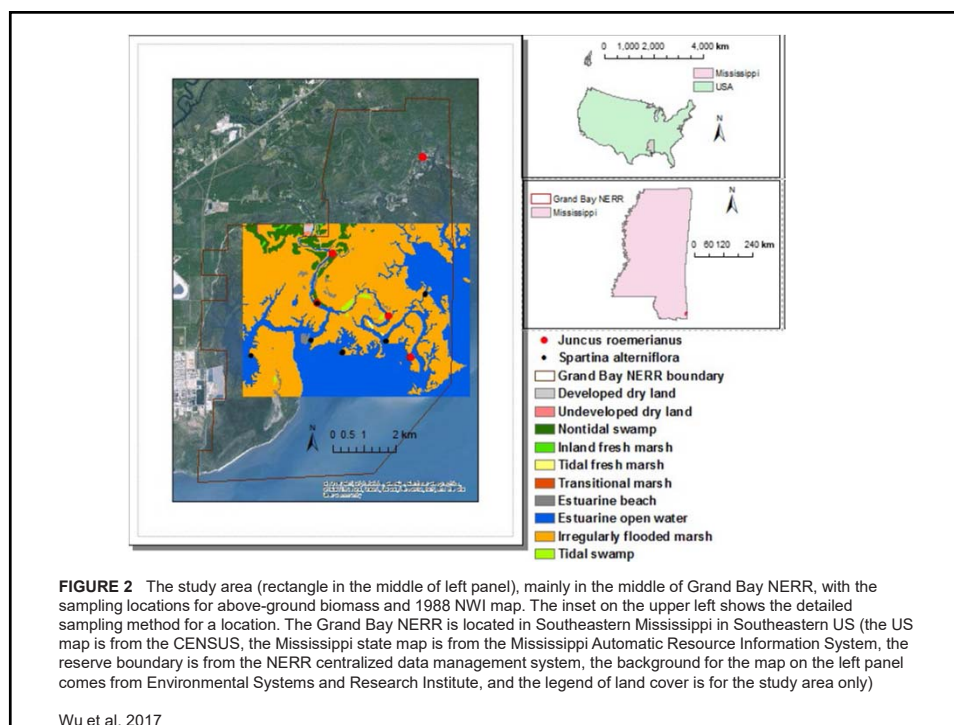 0 1,000 2,000 4,000 km
Mississippi
USA
N
Grand Bay NERR
Mississippi
N
0 60 120 240 km
N
0 0.5 1 2 km
Juncus roemerianus
Spartina alterniflora
Grand Bay NERR boundary
Developed dry land
Undeveloped dry land
Nontidal swamp
Inland fresh marsh
Tidal fresh marsh
Transitional marsh
Estuarine beach
Estuarine open water
Irregularly flooded marsh
Tidal swamp
FIGURE 2 The study area (rectangle in the middle of left panel), mainly in the middle of Grand Bay NERR, with the
sampling locations for above-ground biomass and 1988 NWI map. The inset on the upper left shows the detailed
sampling method for a location. The Grand Bay NERR is located in Southeastern Mississippi in Southeastern US (the US
map is from the CENSUS, the Mississippi state map is from the Mississippi Automatic Resource Information System, the
reserve boundary is from the NERR centralized data management system, the background for the map on the left panel
comes from Environmental Systems and Research Institute, and the legend of land cover is for the study area only)
Wu et al. 2017